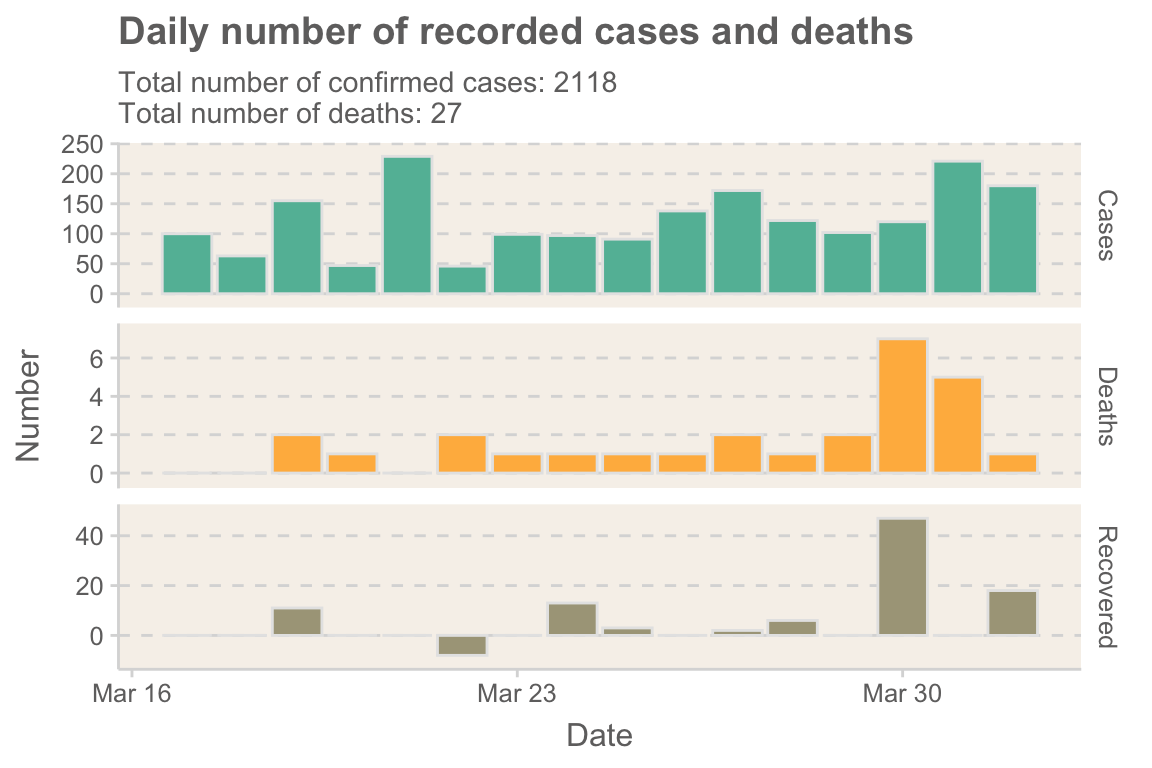 Daily number of recorded cases and deaths
Total number of confirmed cases: 2118
Total number of deaths: 27
250
200
150
100
50
0
Cases
6
4
2
0
Deaths
40
20
0
Recovered
Number
Mar 16
Mar 23
Mar 30
Date